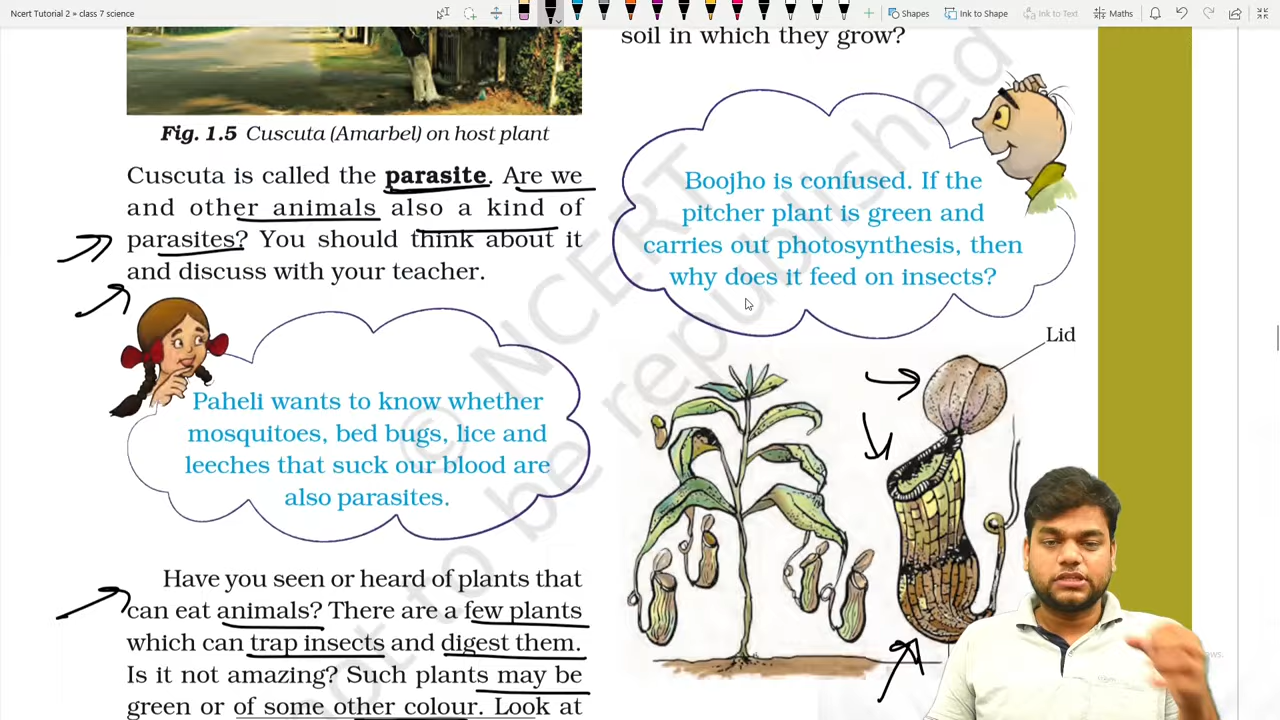 Ncert Tutorial 2 » class 7 science
Shapes
Ink to Shape
Ink to Text
Maths
Fig. 1.5 Cuscuta (Amarbel) on host plant
Cuscuta is called the parasite. Are we
and other animals also a kind of
parasites? You should think about it
and discuss with your teacher.
Paheli wants to know whether
mosquitoes, bed bugs, lice and
leeches that suck our blood are
also parasites.
Have you seen or heard of plants that
can eat animals? There are a few plants
which can trap insects and digest them.
Is it not amazing? Such plants may be
green or of some other colour. Look at
soil in which they grow?
Boojho is confused. If the
pitcher plant is green and
carries out photosynthesis, then
why does it feed on insects?
Lid
© NCERT
not to be republished